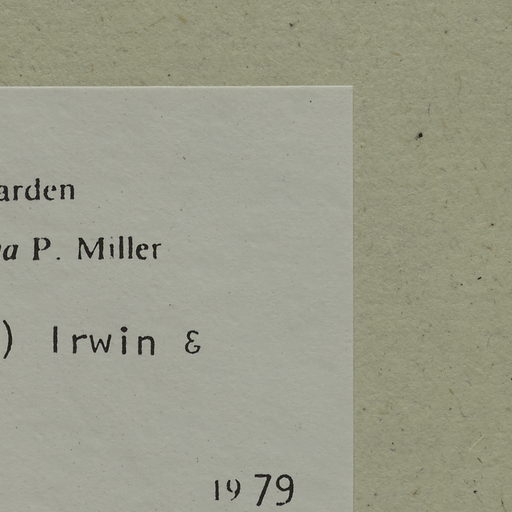 arden
a P. Miller
) Irwin &
1979